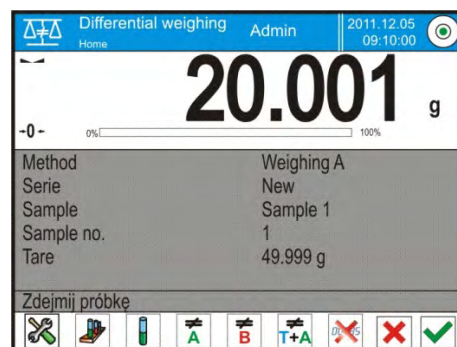 Differential weighing Admin 2011.12.05
Home 09:10:00
20.001 g
0
0% 100%
Method Weighing A
Serie New
Sample Sample 1
Sample no. 1
Tare 49.999 g
Zdejmij próbkę
≠ A ≠ B ≠ T+A